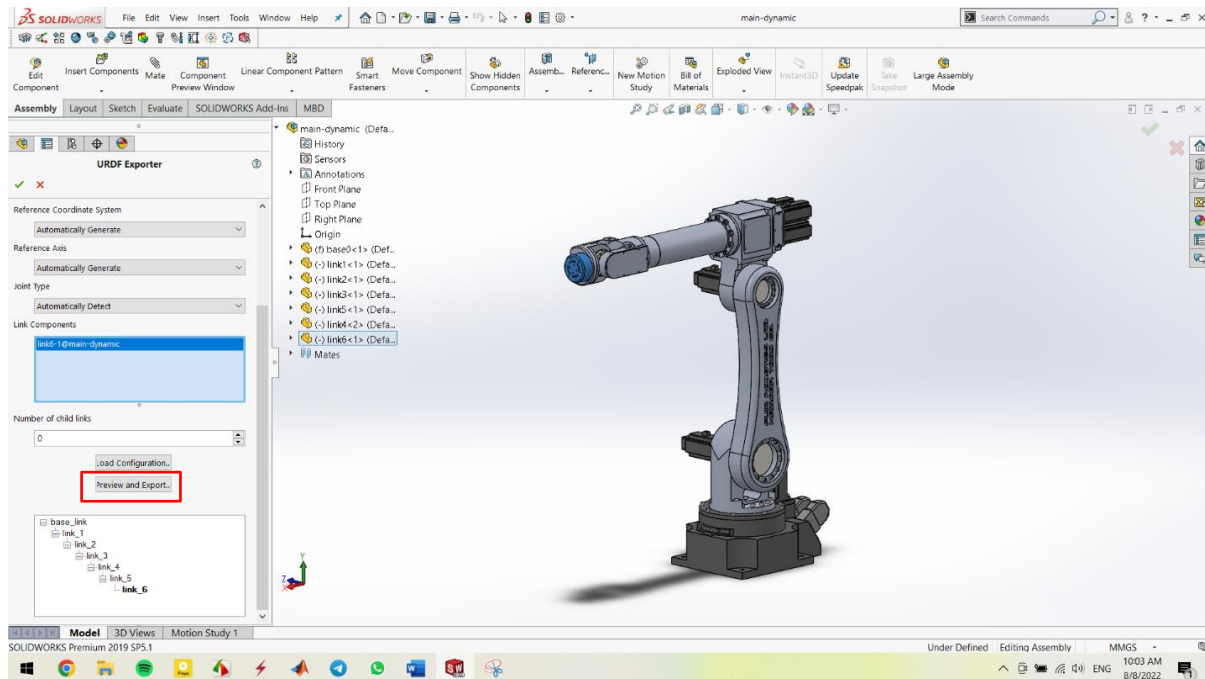 SOLIDWORKS File Edit View Insert Tools Window Help
main-dynamic
Search Commands
Edit Component
Insert Components
Mate
Component Preview Window
Linear Component Pattern
Smart Fasteners
Move Component
Show Hidden Components
Assemb...
Referenc...
New Motion Study
Bill of Materials
Exploded View
Instant3D
Update Speedpak
Take Snapshot
Large Assembly Mode
Assembly Layout Sketch Evaluate SOLIDWORKS Add-Ins MBD
URDF Exporter
Reference Coordinate System
Automatically Generate
Reference Axis
Automatically Generate
Joint Type
Automatically Detect
Link Components
link6-1@main-dynamic
Number of child links
0
Load Configuration..
Preview and Export..
base_link
link_1
link_2
link_3
link_4
link_5
link_6
main-dynamic (Defa...
History
Sensors
Annotations
Front Plane
Top Plane
Right Plane
Origin
(f) base0<1> (Def...
(-) link1<1> (Defa...
(-) link2<1> (Defa...
(-) link3<1> (Defa...
(-) link5<1> (Defa...
(-) link4<2> (Defa...
(-) link6<1> (Defa...
Mates
Y
Z
Model 3D Views Motion Study 1
SOLIDWORKS Premium 2019 SP5.1
Under Defined Editing Assembly MMGS
ENG
10:03 AM
8/8/2022